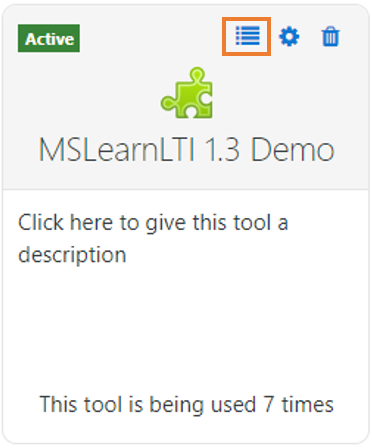 Active
MSLearnLTI 1.3 Demo
Click here to give this tool a
description
This tool is being used 7 times